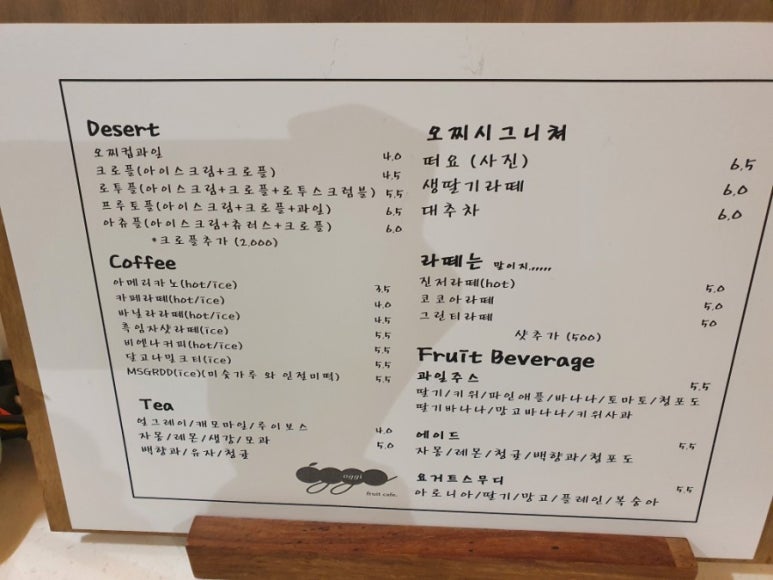 Desert
오찌컵과일 4.0
크로플(아이스크림+크로플) 4.5
로투플(아이스크림+크로플+로투스크럼블) 5.5
프루토플(아이스크림+크로플+과일) 6.5
아츄플(아이스크림+츄러스+크로플) 6.0
*크로플추가 (2,000)
Coffee
아메리카노(hot/ice) 3.5
카페라떼(hot/ice) 4.0
바닐라라떼(hot/ice) 4.5
흑임자샷라떼(ice) 5.5
비엔나커피(hot/ice) 5.5
달고나밀크티(ice) 5.5
MSGRDD(ice)(미숫가루 와 인절미떡) 5.5
Tea
얼그레이/캐모마일/루이보스 4.0
자몽/레몬/생강/모과 5.0
백향과/유자/청귤
oggi
fruit cafe.
오찌시그니쳐
떠요(사진) 6.5
생딸기라떼 6.0
대추차 6.0
라떼는 말이지,,,,,,
진저라떼(hot) 5.0
코코아라떼 5.0
그린티라떼 50
샷추가 (500)
Fruit Beverage
과일주스 5.5
딸기/키위/파인애플/바나나/토마토/청포도
딸기바나나/망고바나나/키위사과
에이드 5.5
자몽/레몬/청귤/백향과/청포도
요거트스무디 5.5
아로니아/딸기/망고/플레인/복숭아